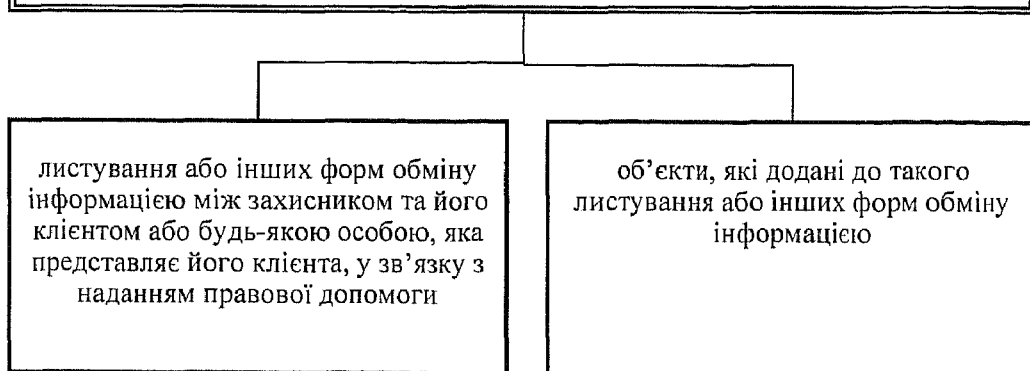 листування або інших форм обміну
інформацією між захисником та його
клієнтом або будь-якою особою, яка
представляє його клієнта, у зв’язку з
наданням правової допомоги
об’єкти, які додані до такого
листування або інших форм обміну
інформацією